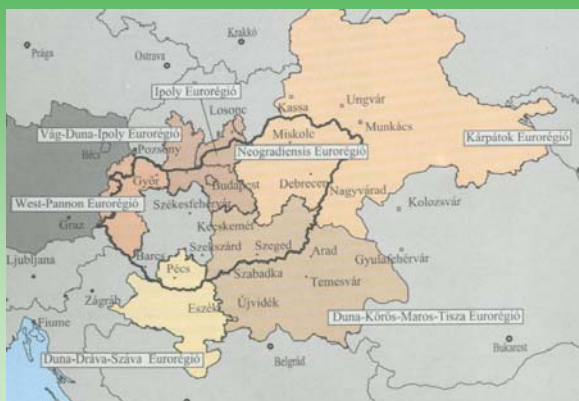 Krakkó
Prága
Ostrava
Ipoly Eurorégió
Losonc
Kassa
Ungvár
Vág-Duna-Ipoly Eurorégió
Munkács
Miskolc
Bécs
Pozsony
Neogradiensis Eurorégió
Kárpátok Eurorégió
Győr
Budapest
Debrecen
Nagyvárad
West-Pannon Eurorégió
Székesfehérvár
Kolozsvár
Kecskemét
Graz
Szekszárd
Szeged
Arad
Gyulafehérvár
Ljubljana
Barcs
Pécs
Szabadka
Temesvár
Zágráb
Eszék
Újvidék
Fiume
Duna-Körös-Maros-Tisza Eurorégió
Duna-Dráva-Száva Eurorégió
Belgrád
Bukarest